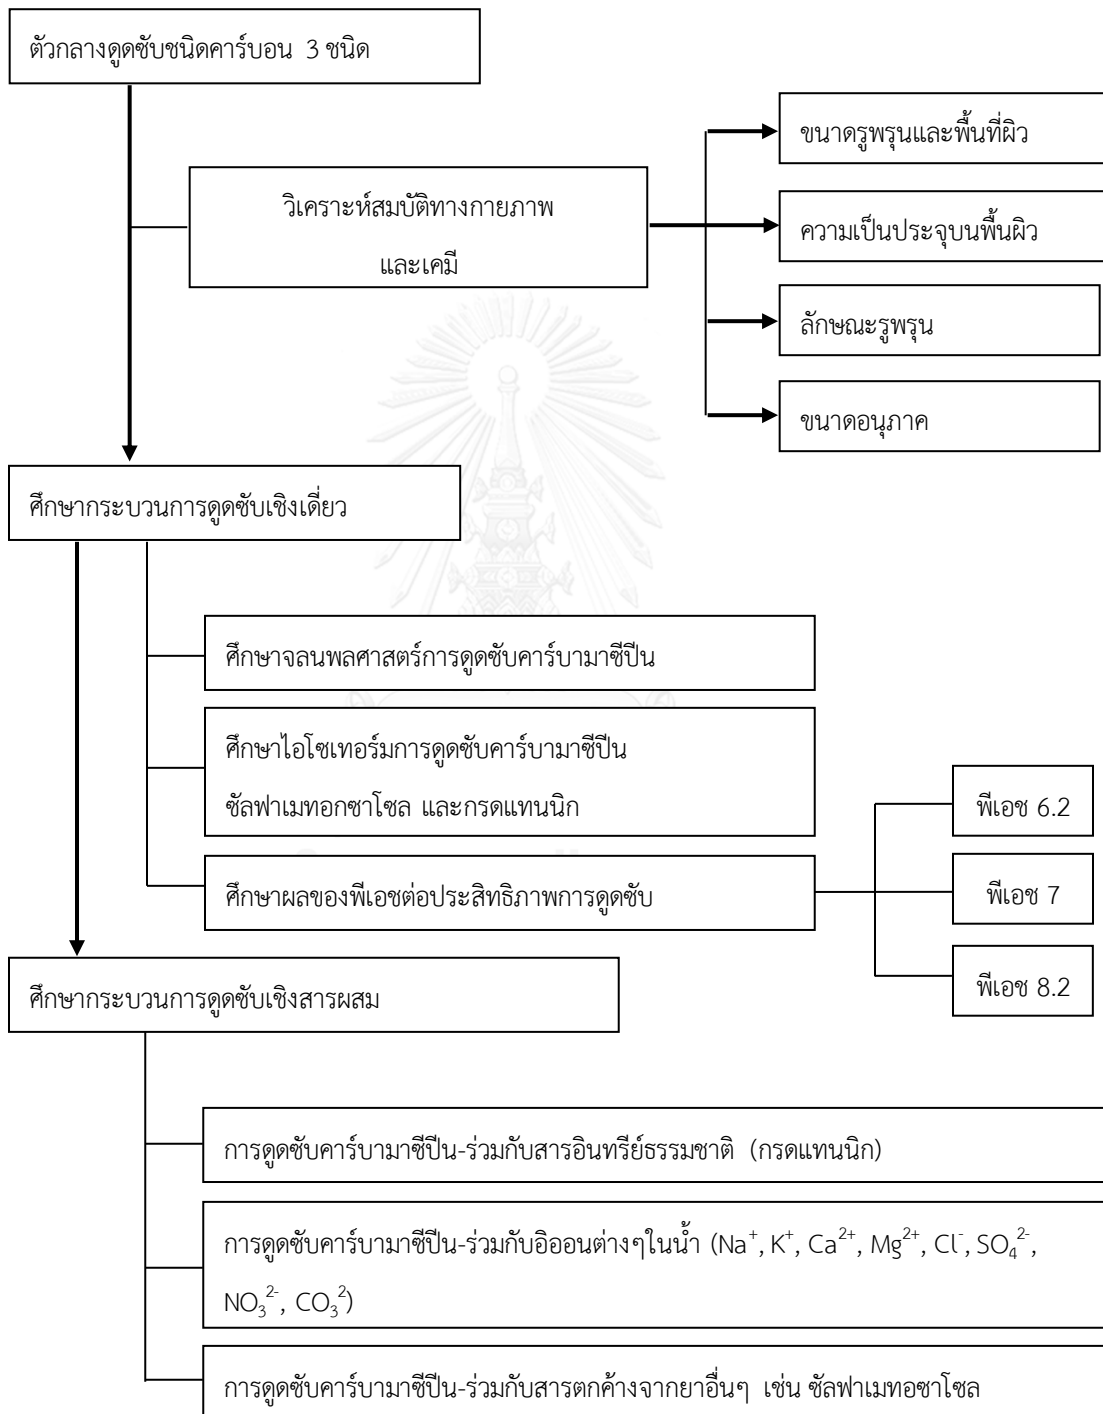 ตัวกลางดูดซับชนิดคาร์บอน 3 ชนิด
วิเคราะห์สมบัติทางกายภาพ
และเคมี
ขนาดรูพรุนและพื้นที่ผิว
ความเป็นประจุบนพื้นผิว
ลักษณะรูพรุน
ขนาดอนุภาค
ศึกษากระบวนการดูดซับเชิงเดี่ยว
ศึกษาจลนพลศาสตร์การดูดซับคาร์บามาซีปีน
ศึกษาไอโซเทอร์มการดูดซับคาร์บามาซีปีน
ซัลฟาเมทอกซาโซล และกรดแทนนิก
ศึกษาผลของพีเอชต่อประสิทธิภาพการดูดซับ
พีเอช 6.2
พีเอช 7
พีเอช 8.2
ศึกษากระบวนการดูดซับเชิงสารผสม
การดูดซับคาร์บามาซีปีน-ร่วมกับสารอินทรีย์ธรรมชาติ (กรดแทนนิก)
การดูดซับคาร์บามาซีปีน-ร่วมกับอิออนต่างๆในน้ำ (Na⁺, K⁺, Ca²⁺, Mg²⁺, Cl⁻, SO₄²⁻,
NO₃²⁻, CO₃²)
การดูดซับคาร์บามาซีปีน-ร่วมกับสารตกค้างจากยาอื่นๆ เช่น ซัลฟาเมทอซาโซล